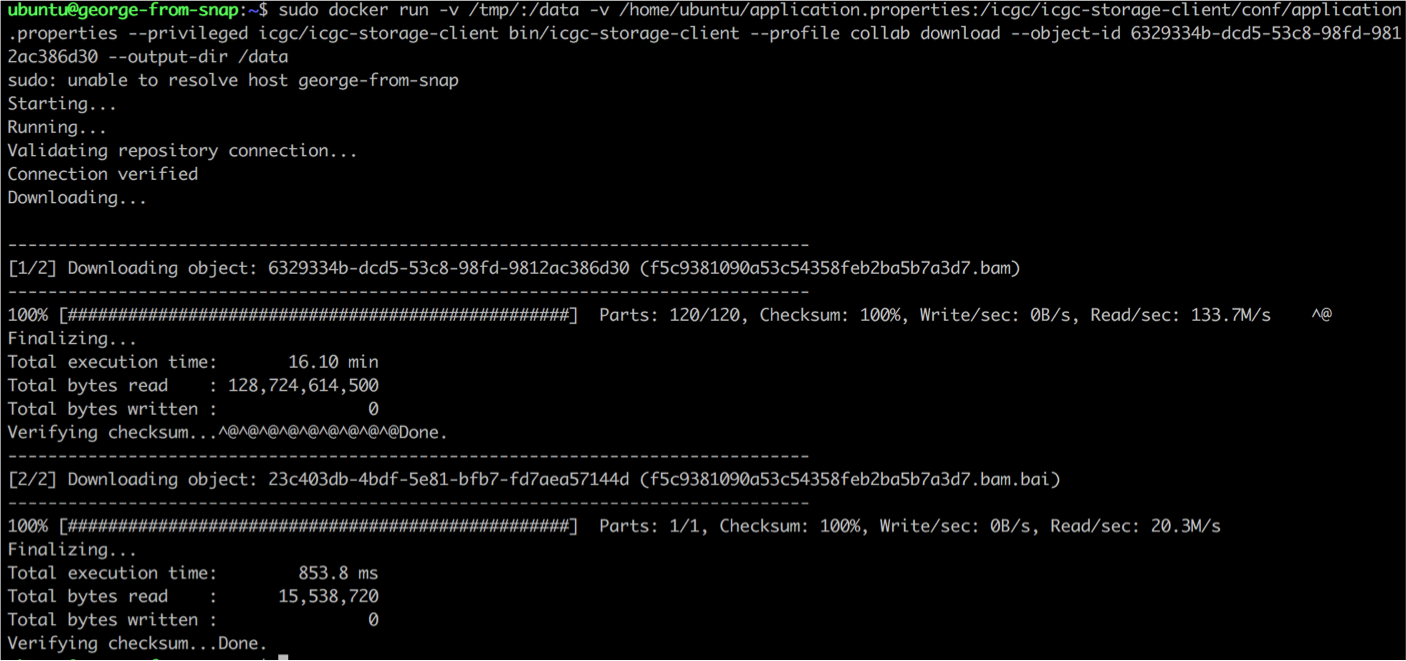 ubuntu@george-from-snap:~$ sudo docker run -v /tmp/:/data -v /home/ubuntu/application.properties:/icgc/icgc-storage-client/conf/application
.properties --privileged icgc/icgc-storage-client bin/icgc-storage-client --profile collab download --object-id 6329334b-dcd5-53c8-98fd-981
2ac386d30 --output-dir /data
sudo: unable to resolve host george-from-snap
Starting...
Running...
Validating repository connection...
Connection verified
Downloading...
--------------------------------------------------------------------------------
[1/2] Downloading object: 6329334b-dcd5-53c8-98fd-9812ac386d30 (f5c9381090a53c54358feb2ba5b7a3d7.bam)
--------------------------------------------------------------------------------
100% [##################################################]  Parts: 120/120, Checksum: 100%, Write/sec: 0B/s, Read/sec: 133.7M/s    ^@
Finalizing...
Total execution time:       16.10 min
Total bytes read    : 128,724,614,500
Total bytes written :               0
Verifying checksum...^@^@^@^@^@^@^@^@^@Done.
--------------------------------------------------------------------------------
[2/2] Downloading object: 23c403db-4bdf-5e81-bfb7-fd7aea57144d (f5c9381090a53c54358feb2ba5b7a3d7.bam.bai)
--------------------------------------------------------------------------------
100% [##################################################]  Parts: 1/1, Checksum: 100%, Write/sec: 0B/s, Read/sec: 20.3M/s
Finalizing...
Total execution time:        853.8 ms
Total bytes read    :      15,538,720
Total bytes written :               0
Verifying checksum...Done.